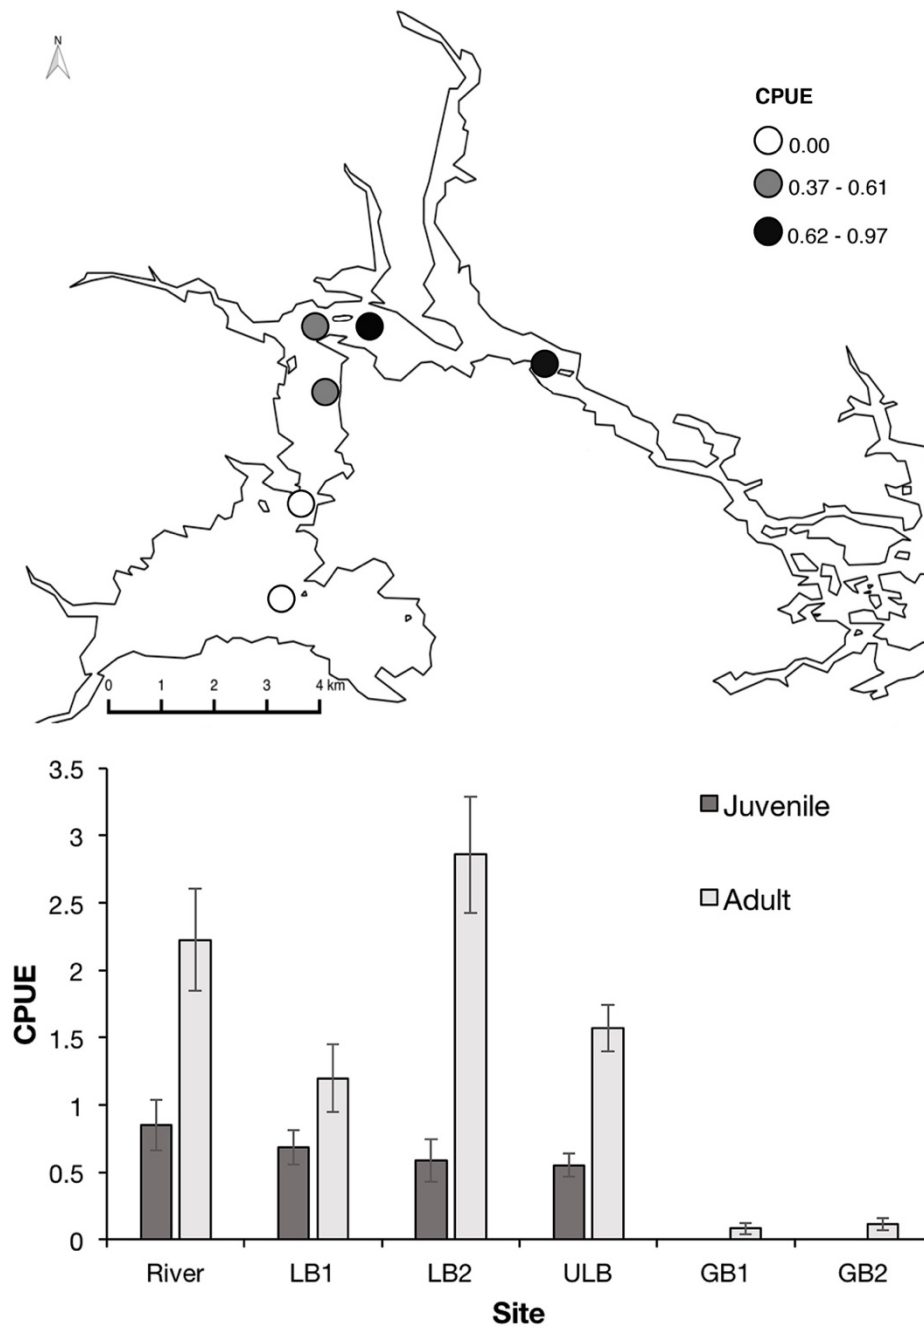 N
CPUE
0.00
0.37 - 0.61
0.62 - 0.97
0 1 2 3 4 km
3.5
3
2.5
2
1.5
1
0.5
0
CPUE
Juvenile
Adult
River LB1 LB2 ULB GB1 GB2
Site